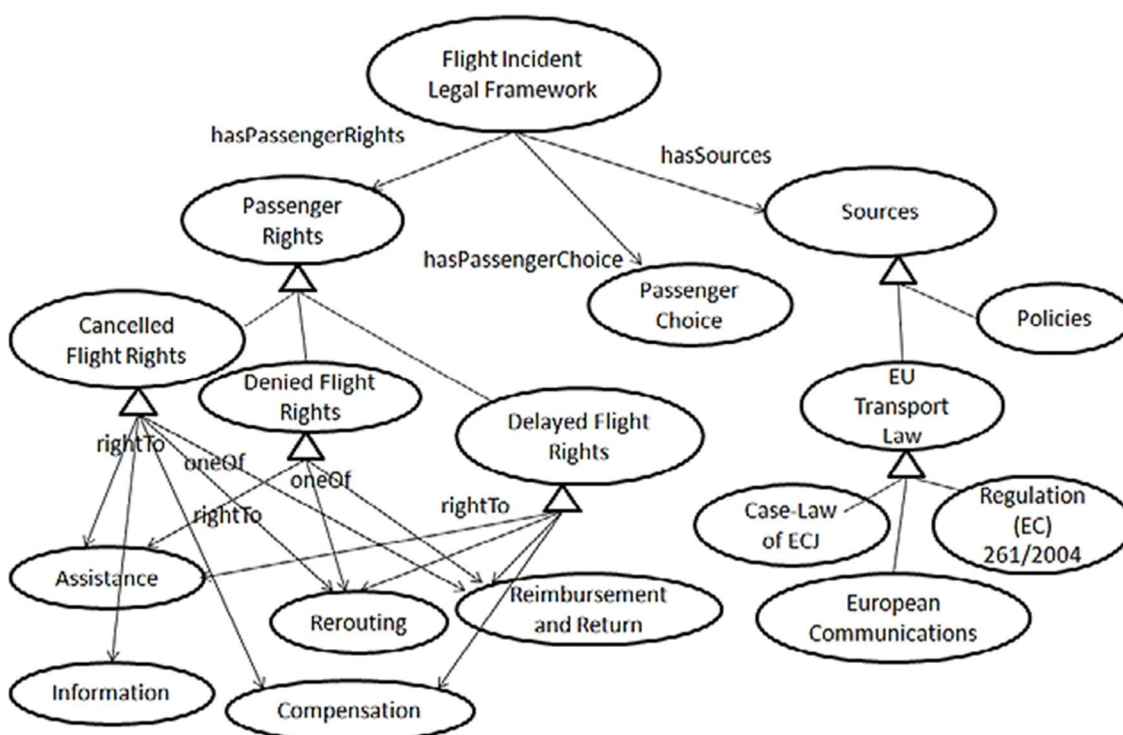 Flight Incident
Legal Framework
hasPassengerRights
hasSources
Passenger
Rights
Sources
hasPassengerChoice
Passenger
Choice
Policies
Cancelled
Flight Rights
Denied Flight
Rights
EU
Transport
Law
Delayed Flight
Rights
rightTo
oneOf
oneOf
rightTo
rightTo
Case-Law
of ECJ
Regulation
(EC)
261/2004
Assistance
Rerouting
Reimbursement
and Return
European
Communications
Information
Compensation